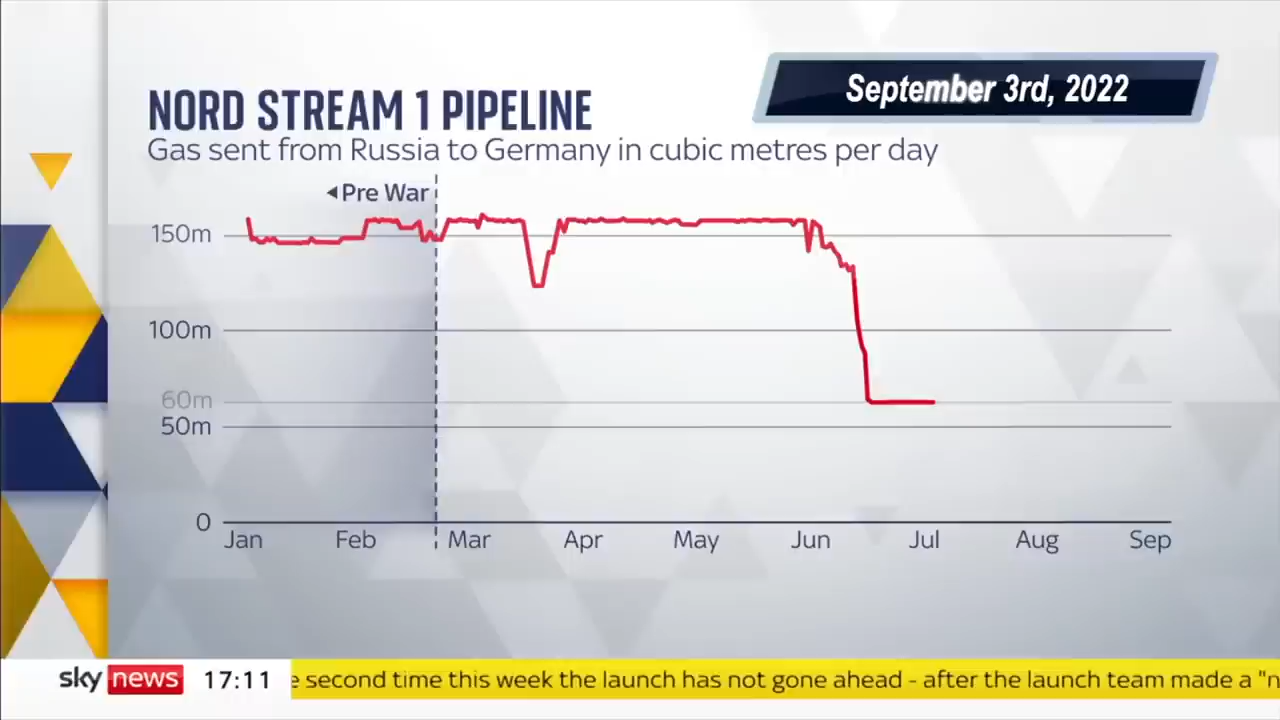 September 3rd, 2022
NORD STREAM 1 PIPELINE
Gas sent from Russia to Germany in cubic metres per day
◄Pre War
150m
100m
60m
50m
0
Jan Feb Mar Apr May Jun Jul Aug Sep
sky news 17:11 e second time this week the launch has not gone ahead - after the launch team made a "n